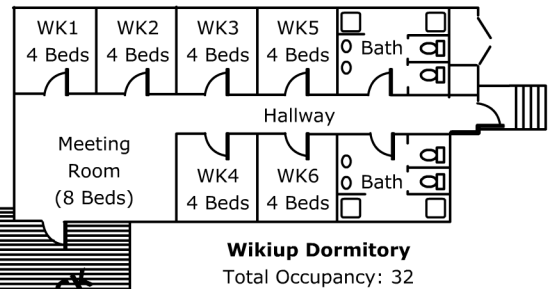 WK1
4 Beds
WK2
4 Beds
WK3
4 Beds
WK5
4 Beds
Bath
Hallway
Meeting
Room
(8 Beds)
WK4
4 Beds
WK6
4 Beds
Bath
Wikiup Dormitory
Total Occupancy: 32